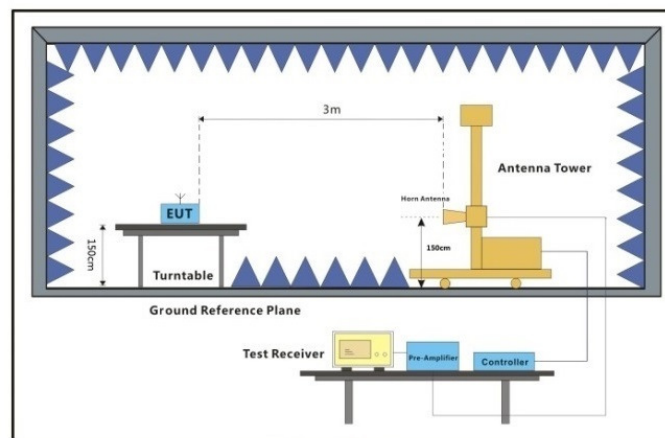 3m
Antenna Tower
Horn Antenna
EUT
150cm
150cm
Turntable
Ground Reference Plane
Test Receiver
Pre-Amplifier
Controller